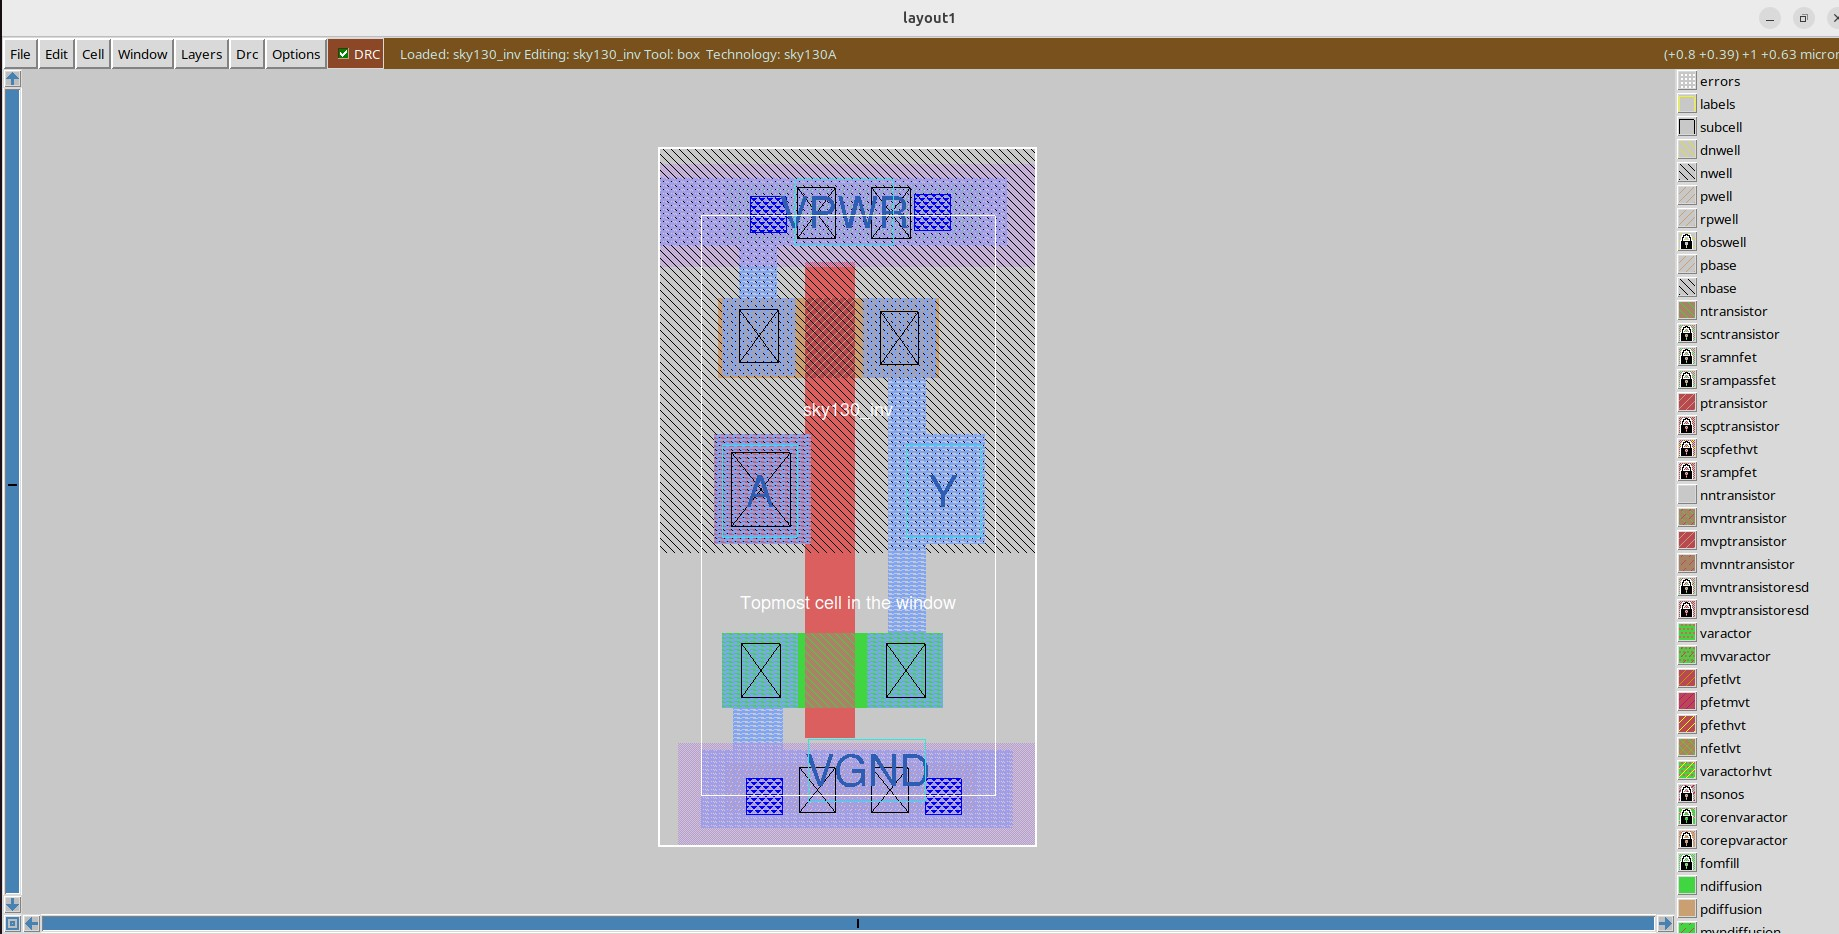 layout1
File Edit Cell Window Layers Drc Options DRC Loaded: sky130_inv Editing: sky130_inv Tool: box Technology: sky130A (+0.8 +0.39) +1 +0.63 micror
VPWR
sky130_inv
A
Y
Topmost cell in the window
VGND
errors
labels
subcell
dnwell
nwell
pwell
rpwell
obswell
pbase
nbase
ntransistor
scntransistor
sramnfet
srampassfet
ptransistor
scptransistor
scpfethvt
srampfet
nntransistor
mvntransistor
mvptransistor
mvnntransistor
mvntransistoresd
mvptransistoresd
varactor
mvvaractor
pfetlvt
pfetmvt
pfethvt
nfetlvt
varactorhvt
nsonos
corenvaractor
corepvaractor
fomfill
ndiffusion
pdiffusion
mvndiffusion